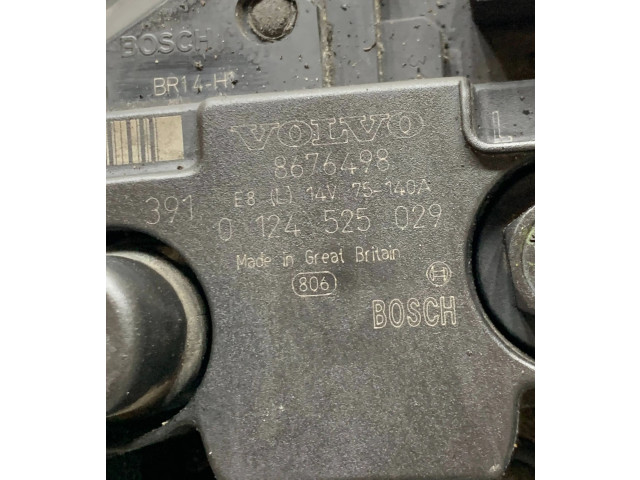 BOSCH
BR14-H1
VOLVO
L
8676498
E8 (L) 14V 75-140A
391
0 124 525 029
Made in Great Britain
806
BOSCH